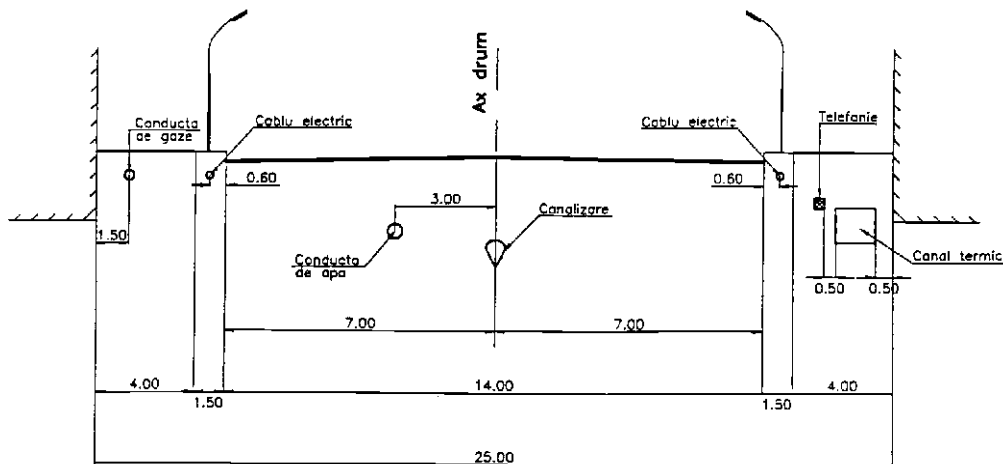 Ax drum
Conducta
de gaze
Cablu electric
Cablu electric
Telefonie
0.60
0.60
3.00
Canalizare
1.50
Conducta
de apa
Canal termic
0.50
0.50
7.00
7.00
4.00
14.00
4.00
1.50
1.50
25.00